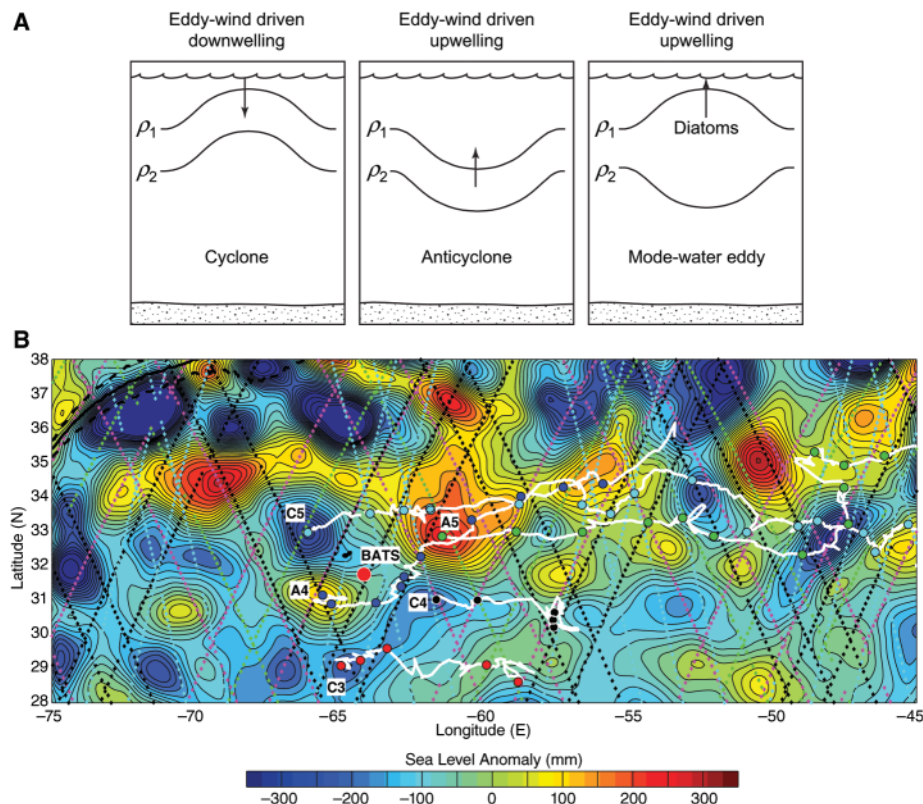 A
Eddy-wind driven
downwelling
Eddy-wind driven
upwelling
Eddy-wind driven
upwelling
ρ1
ρ2
Cyclone
ρ1
ρ2
Anticyclone
ρ1
Diatoms
ρ2
Mode-water eddy
B
38
37
36
35
34
33
32
31
30
29
28
Latitude (N)
C5
A5
BATS
A4
C4
C3
−75
−70
−65
−60
−55
−50
−45
Longitude (E)
Sea Level Anomaly (mm)
−300
−200
−100
0
100
200
300